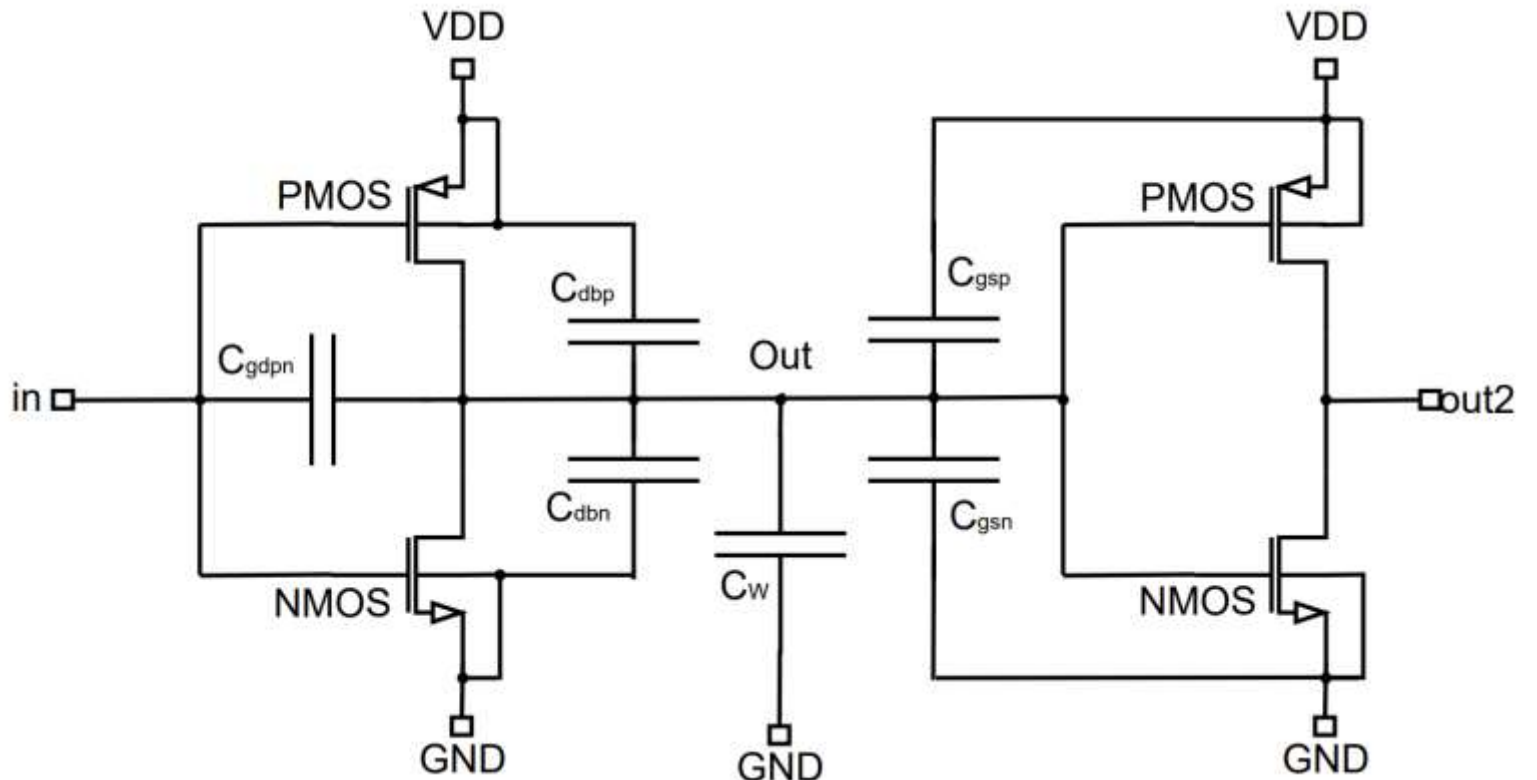 VDD
VDD
PMOS
PMOS
Cdbp
Cgsp
Cgdpn
Out
in
out2
Cdbn
Cgsn
NMOS
Cw
NMOS
GND
GND
GND